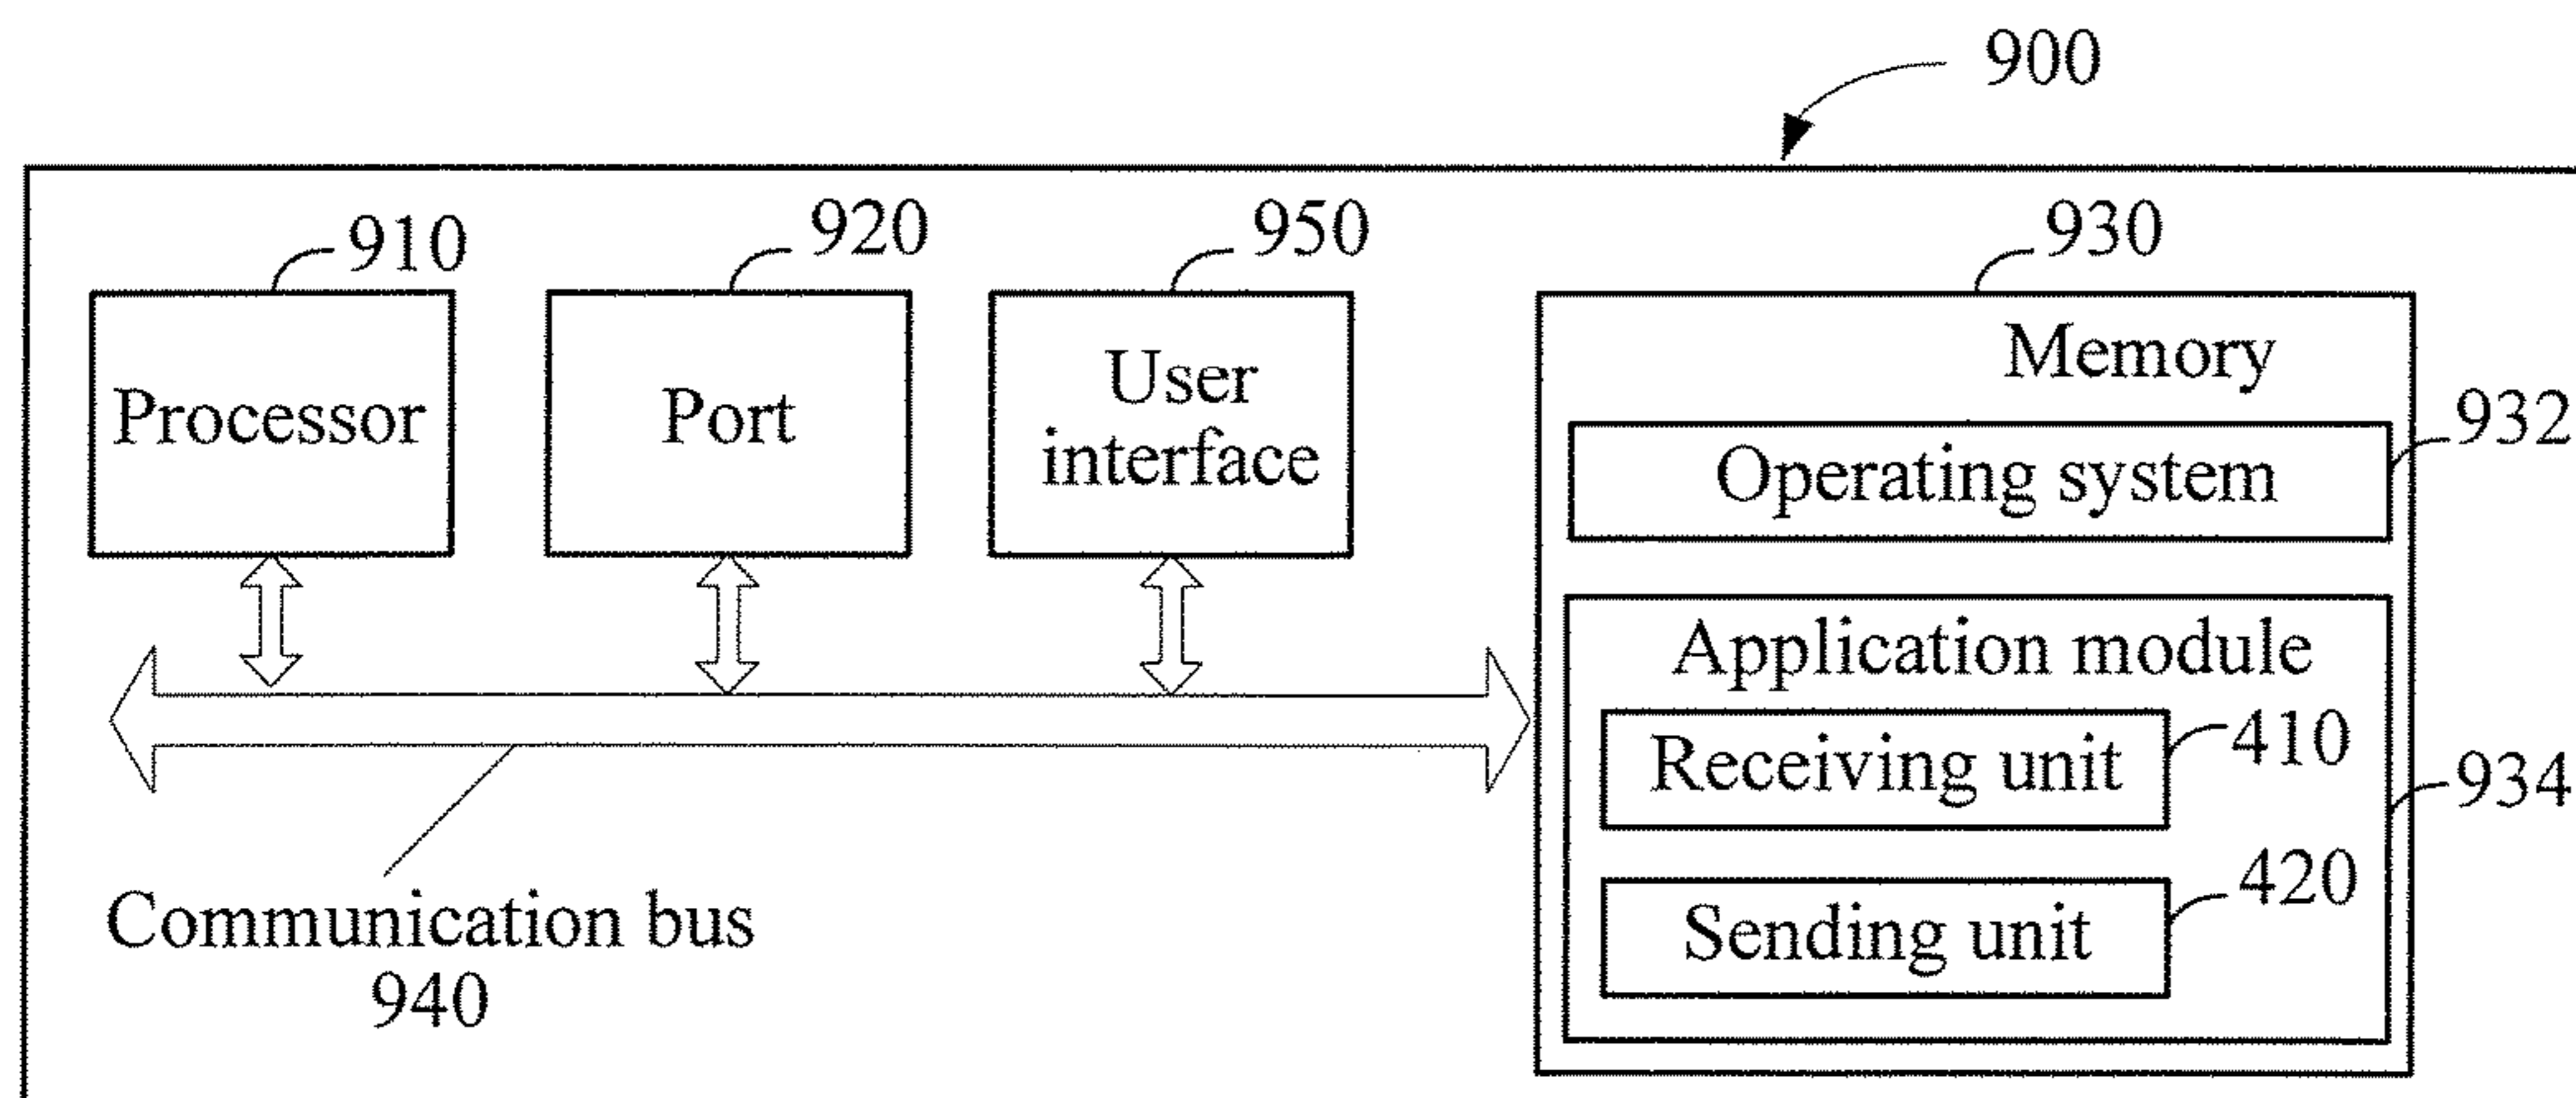 900
910
920
950
930
Processor
Port
User
interface
Memory
Operating system
932
Application module
Receiving unit
410
934
Sending unit
420
Communication bus
940